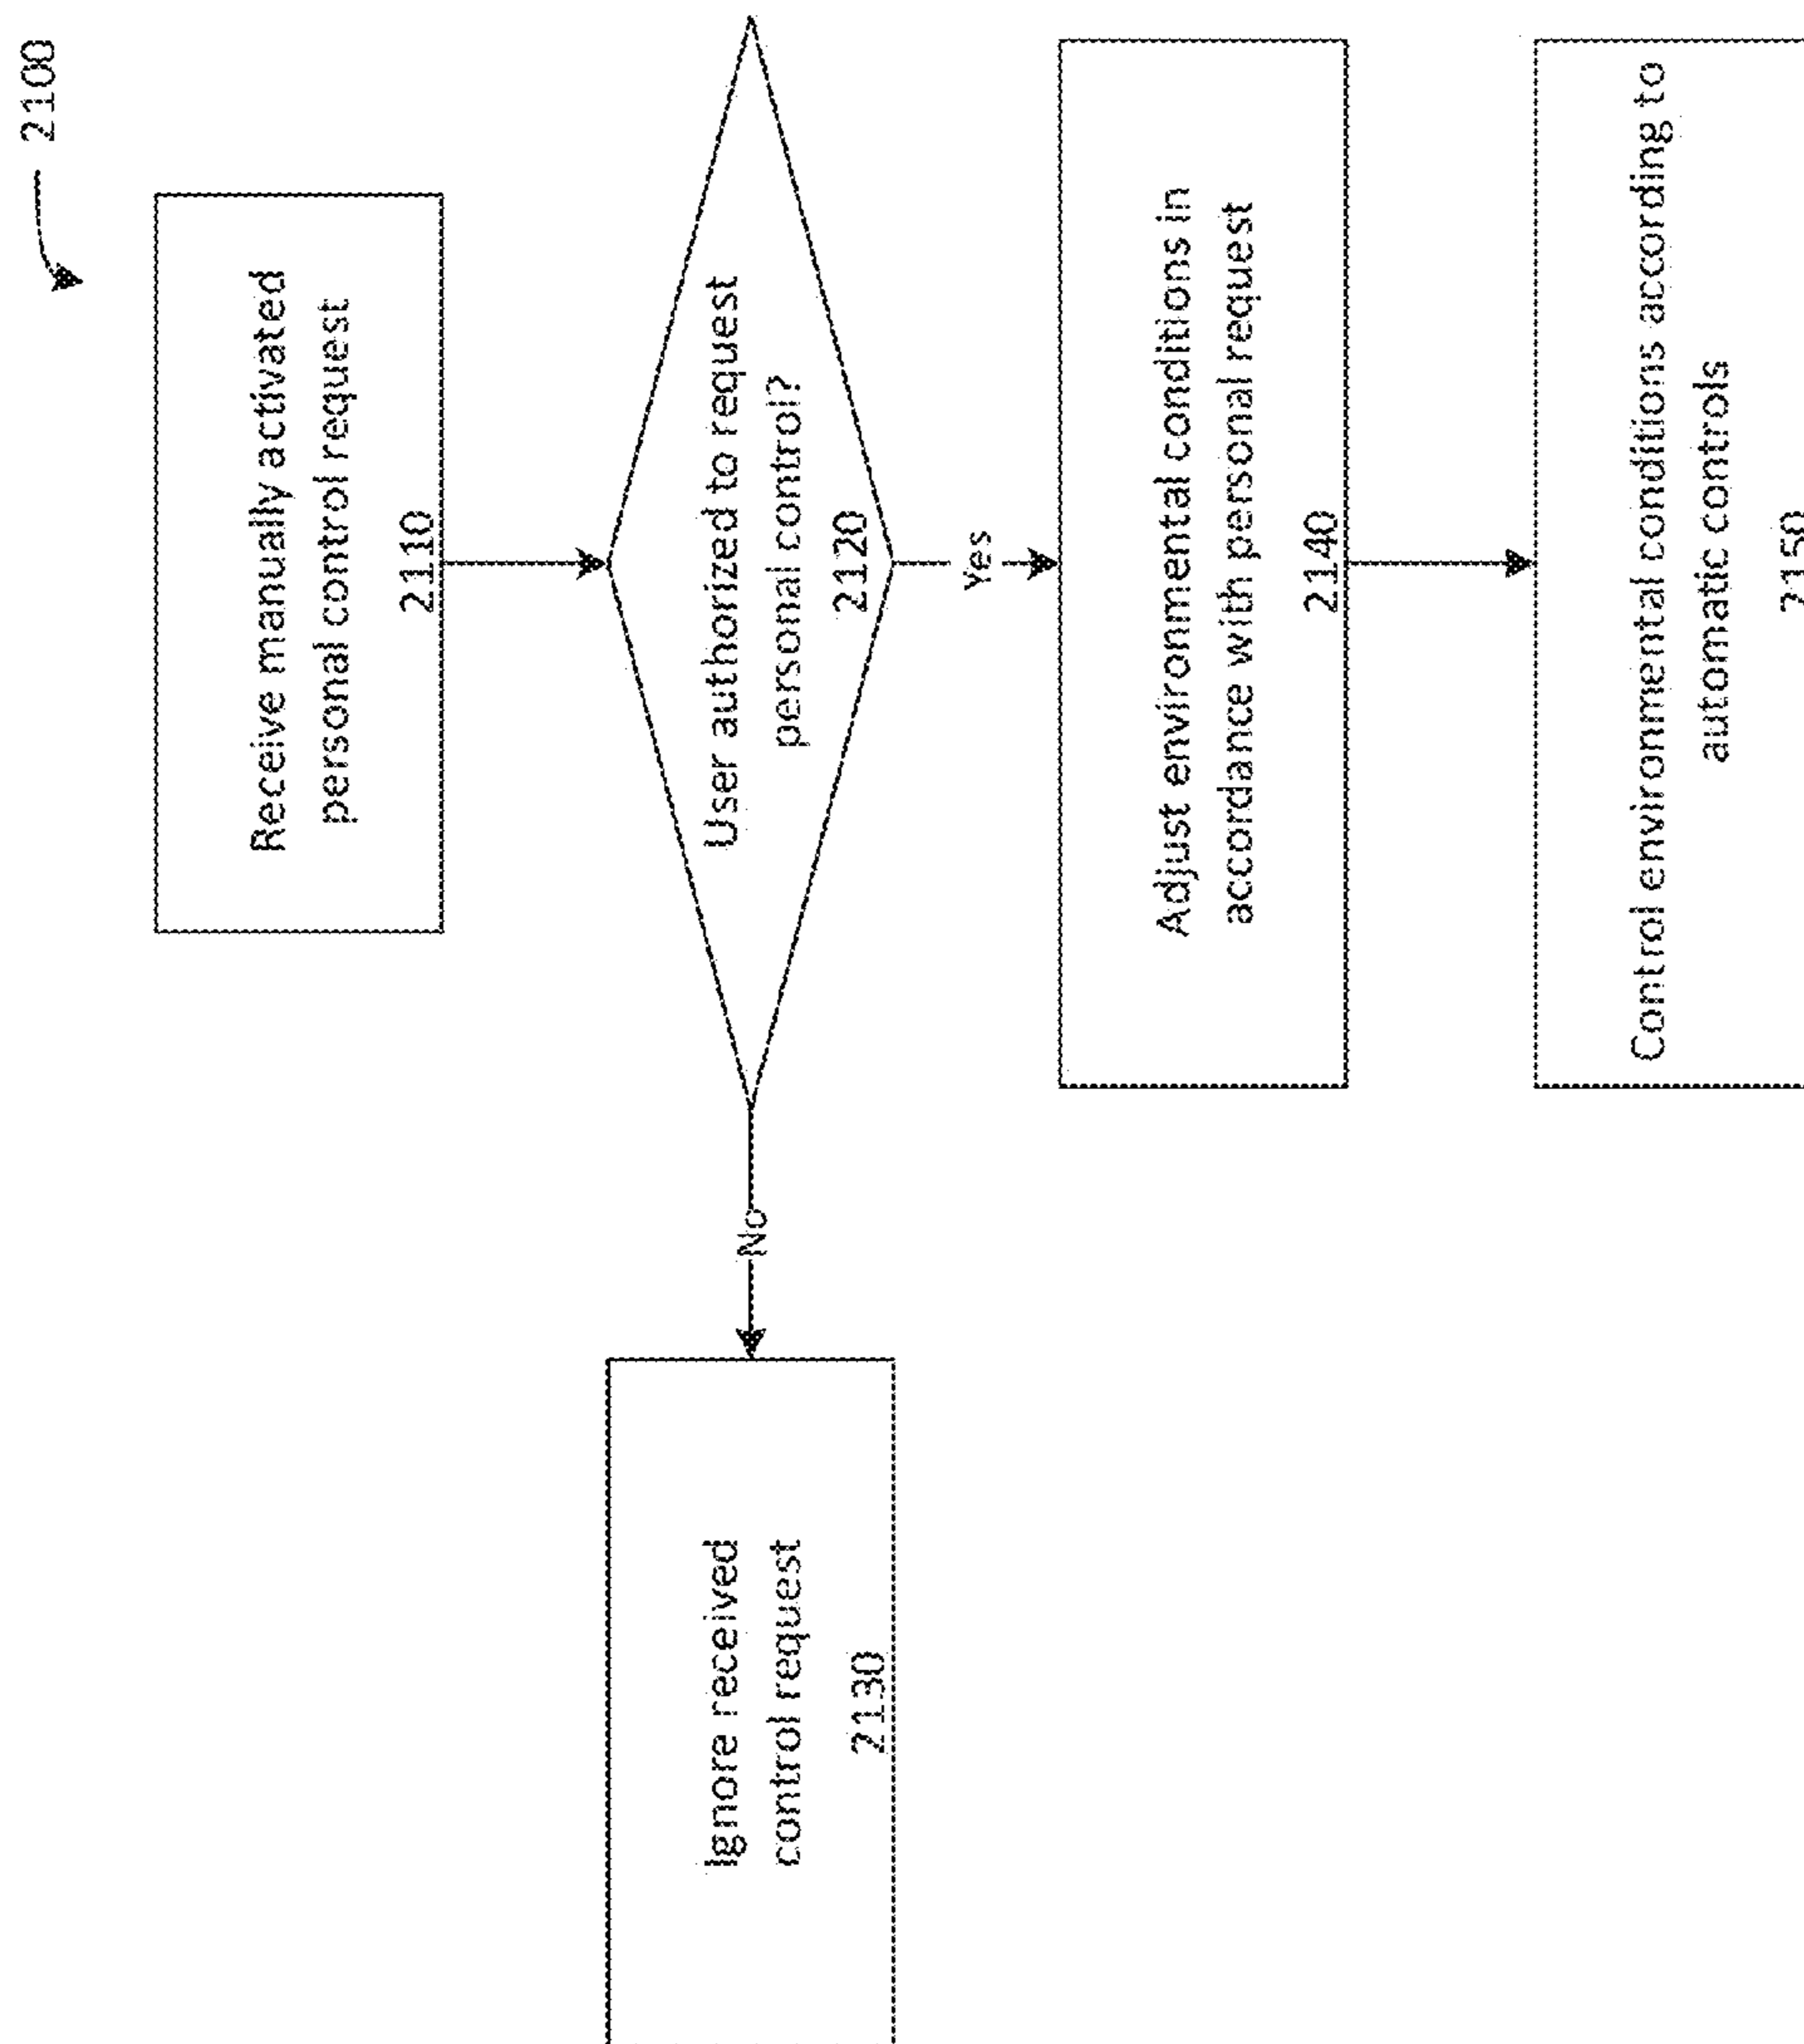 2100
Receive manually activated
personal control request
2110
User authorized to request
personal control?
2120
No
Yes
Ignore received
control request
2130
Adjust environmental conditions in
accordance with personal request
2140
Control environmental conditions according to
automatic controls
2150